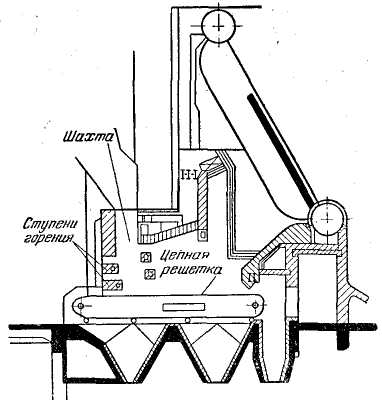 Шахта
Ступени
горения
Цепная
решетка